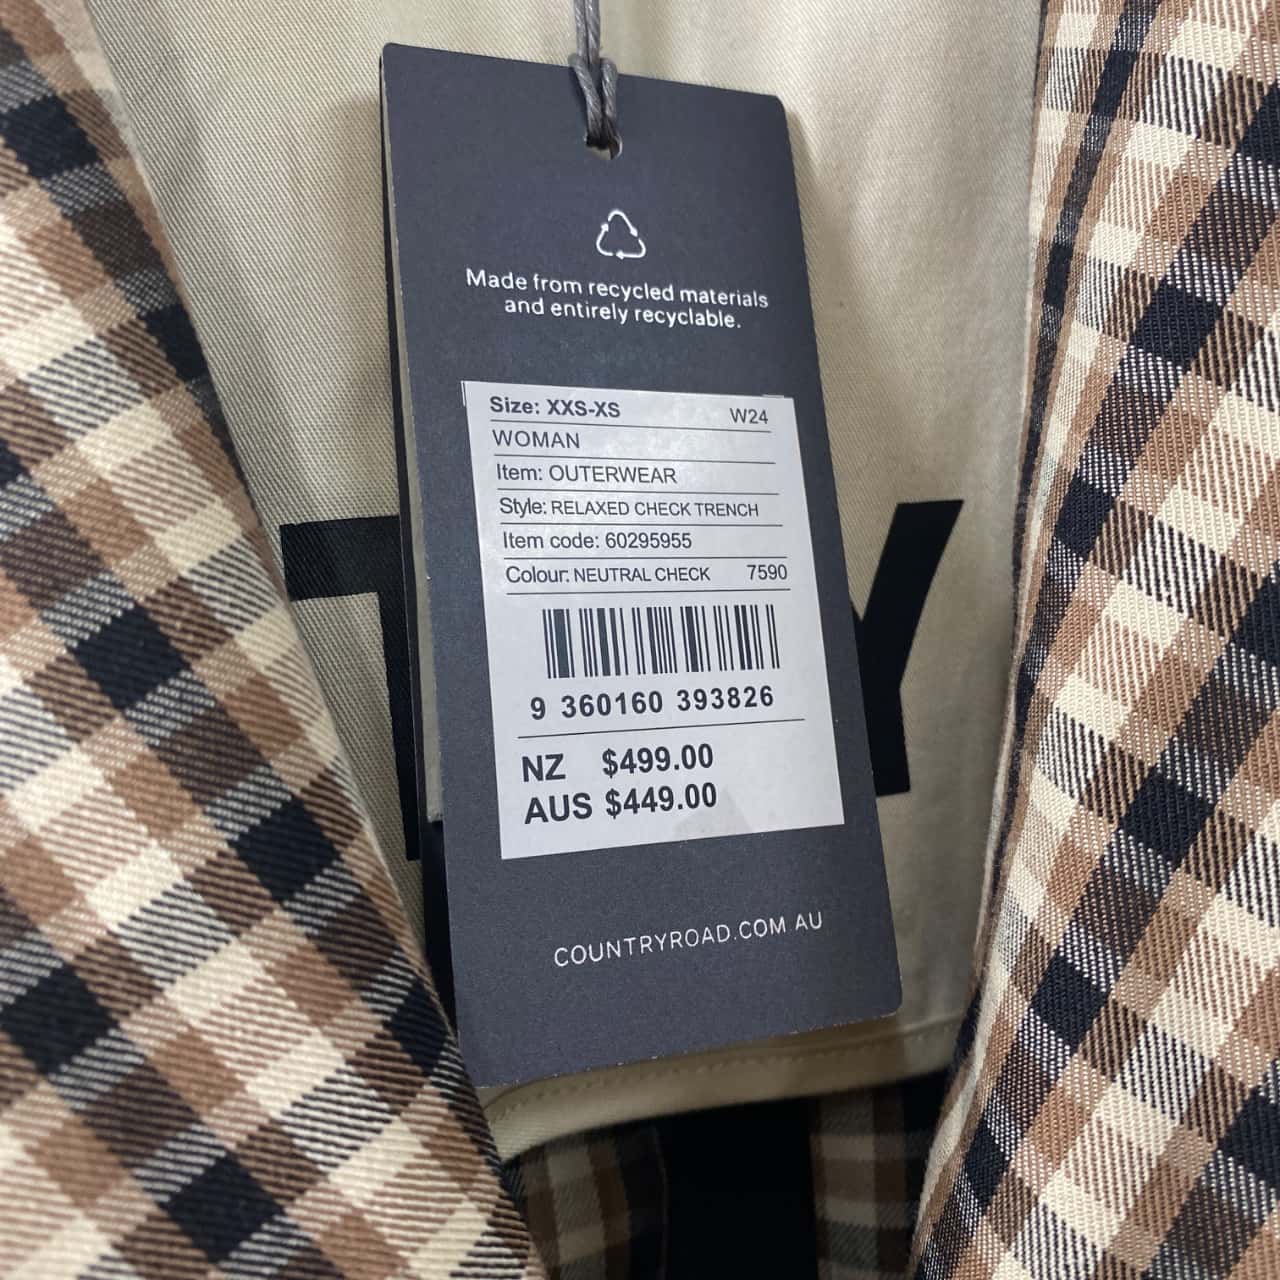 Made from recycled materials
and entirely recyclable.
Size: XXS-XS W24
WOMAN
Item: OUTERWEAR
Style: RELAXED CHECK TRENCH
Item code: 60295955
Colour: NEUTRAL CHECK 7590
9 360160 393826
NZ $499.00
AUS $449.00
COUNTRYROAD.COM AU